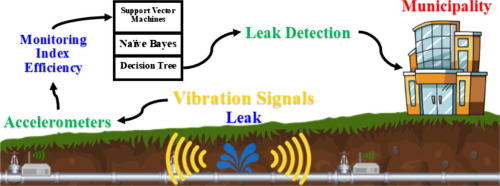 Municipality
Support Vector
Machines
Naïve Bayes
Decision Tree
Monitoring
Index
Efficiency
Leak Detection
Vibration Signals
Leak
Accelerometers